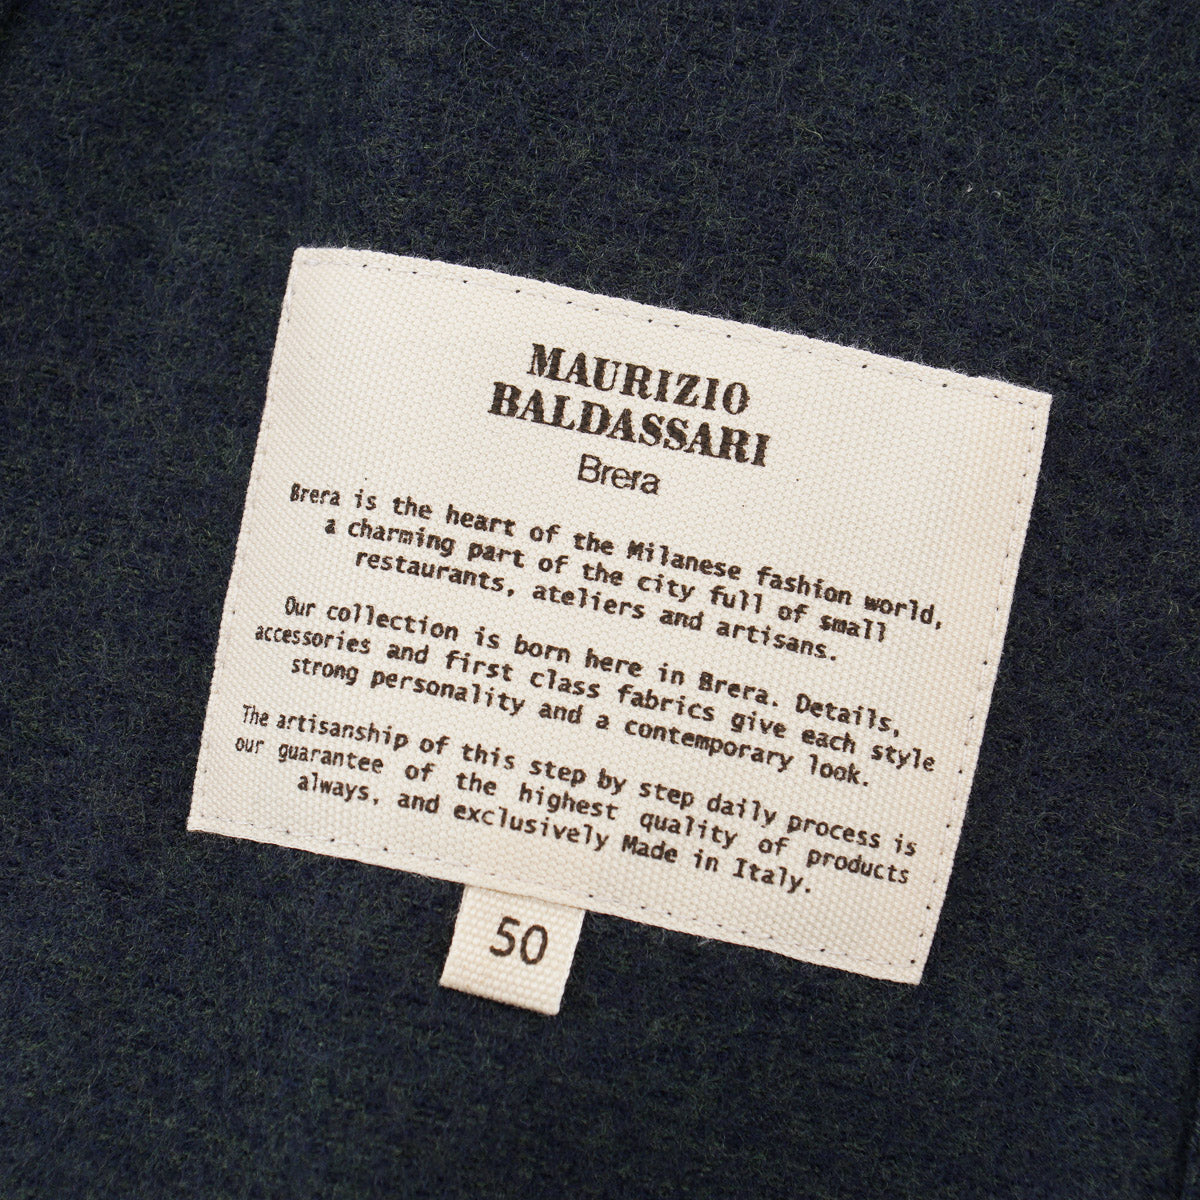 MAURIZIO
BALDASSARI
Brera
Brera is the heart of the Milanese fashion world,
a charming part of the city full of small
restaurants, ateliers and artisans.
Our collection is born here in Brera. Details,
accessories and first class fabrics give each style
strong personality and a contemporary look.
The artisanship of this step by step daily process is
our guarantee of the highest quality of products
always, and exclusively Made in Italy.
50